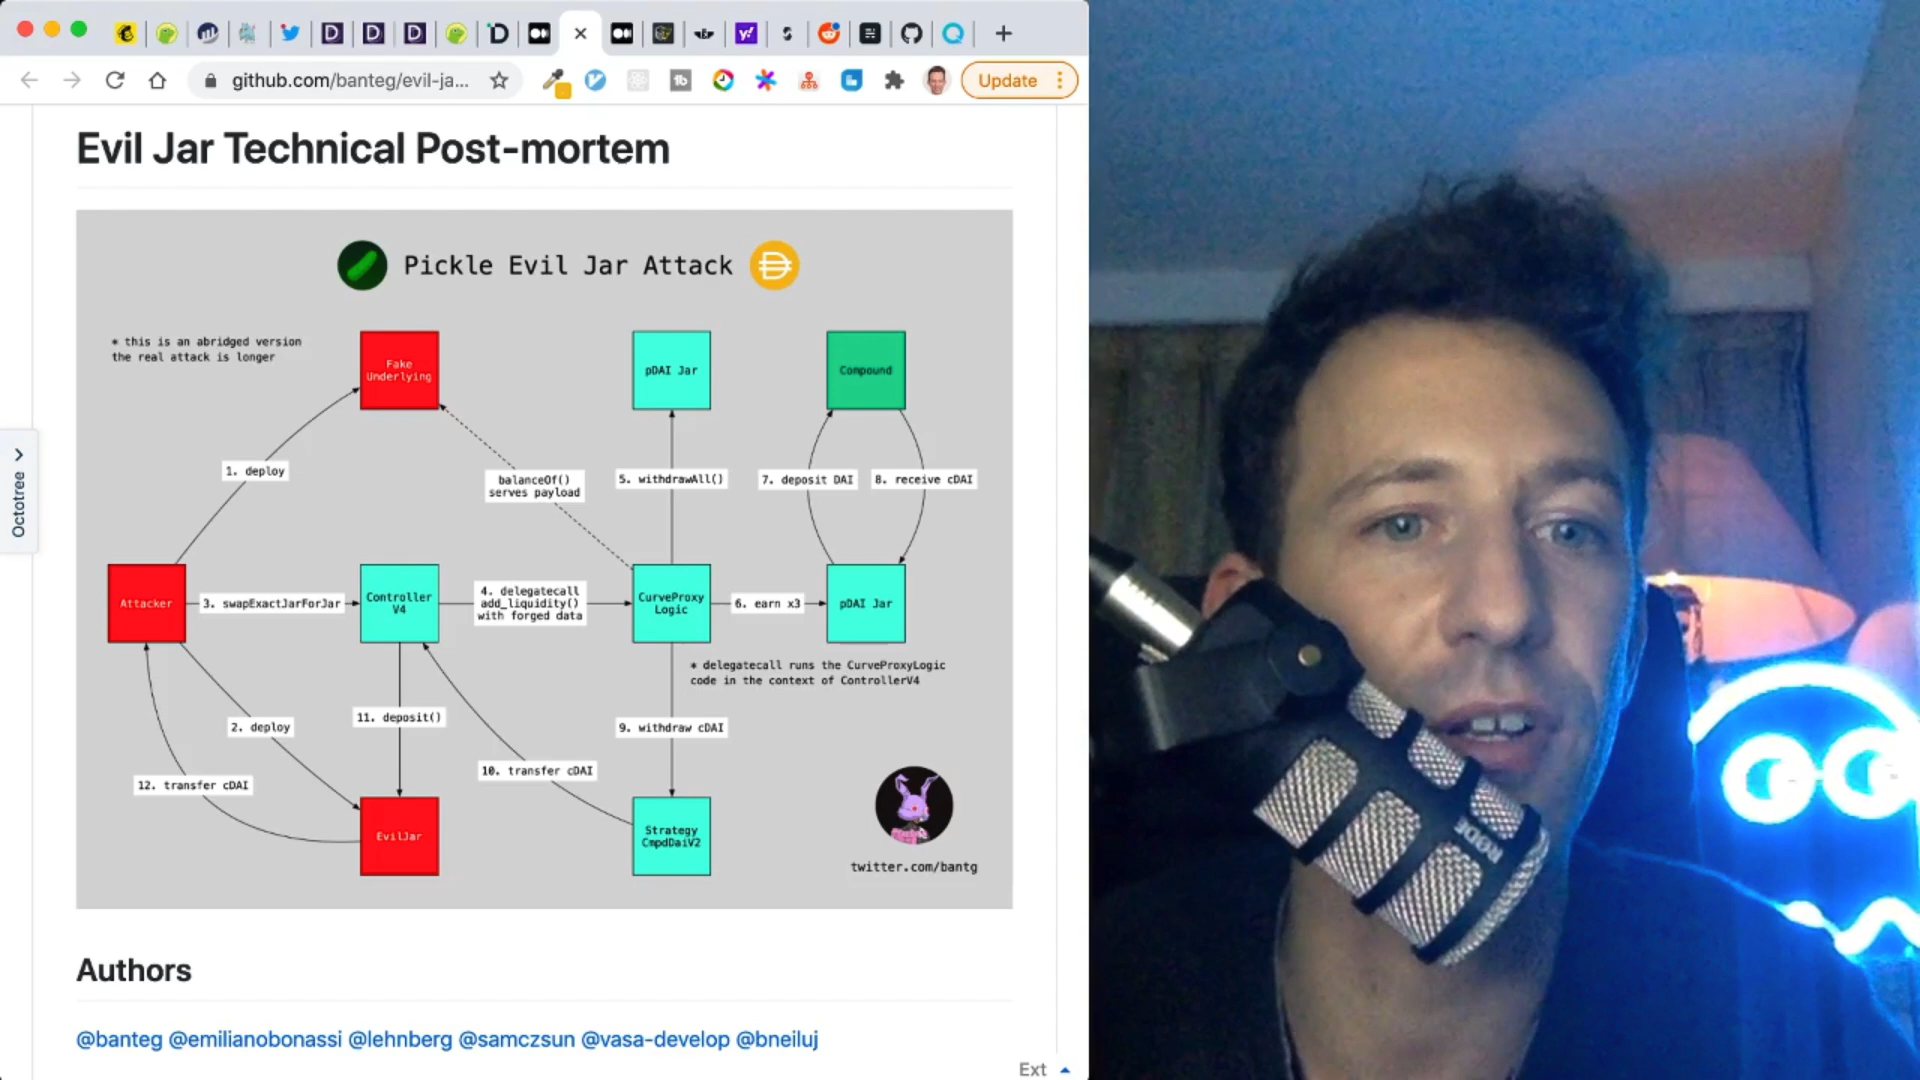 github.com/banteg/evil-ja...
Update
Evil Jar Technical Post-mortem
Pickle Evil Jar Attack
* this is an abridged version
the real attack is longer
Fake
Underlying
pDAI Jar
Compound
1. deploy
balanceOf()
serves payload
5. withdrawAll()
7. deposit DAI
8. receive cDAI
Octotree
Attacker
3. swapExactJarForJar
Controller
V4
4. delegatecall
add_liquidity()
with forged data
CurveProxy
Logic
6. earn x3
pDAI Jar
* delegatecall runs the CurveProxyLogic
code in the context of ControllerV4
2. deploy
11. deposit()
9. withdraw cDAI
12. transfer cDAI
10. transfer cDAI
EvilJar
Strategy
CmpdDaiV2
twitter.com/bantg
Authors
@banteg @emilianobonassi @lehnberg @samczsun @vasa-develop @bneiluj
Ext
RODE